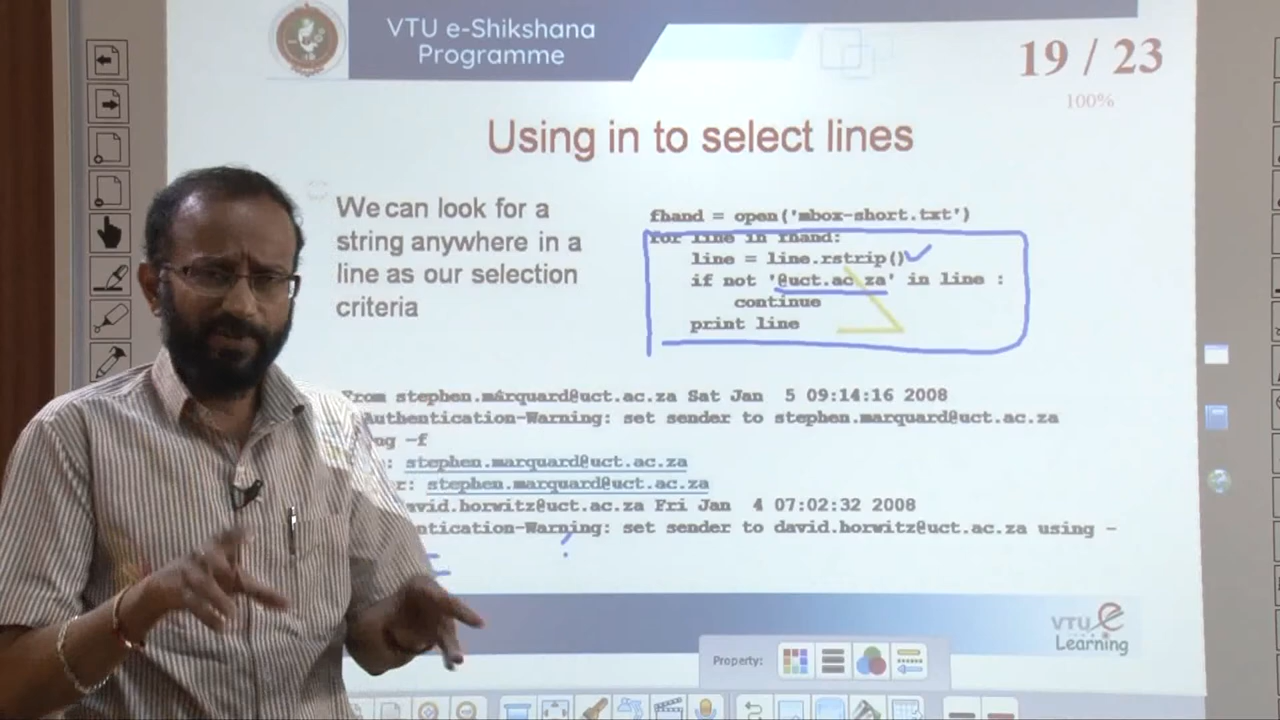 VTU e-Shikshana
Programme
19 / 23
100%
Using in to select lines
We can look for a
string anywhere in a
line as our selection
criteria
fhand = open('mbox-short.txt')
for line in fhand:
line = line.rstrip()
if not '@uct.ac.za' in line :
continue
print line
From stephen.marquard@uct.ac.za Sat Jan 5 09:14:16 2008
Authentication-Warning: set sender to stephen.marquard@uct.ac.za
-f
: stephen.marquard@uct.ac.za
r: stephen.marquard@uct.ac.za
avid.horwitz@uct.ac.za Fri Jan 4 07:02:32 2008
ntication-Warning: set sender to david.horwitz@uct.ac.za using -
VTU e
Learning
Property: